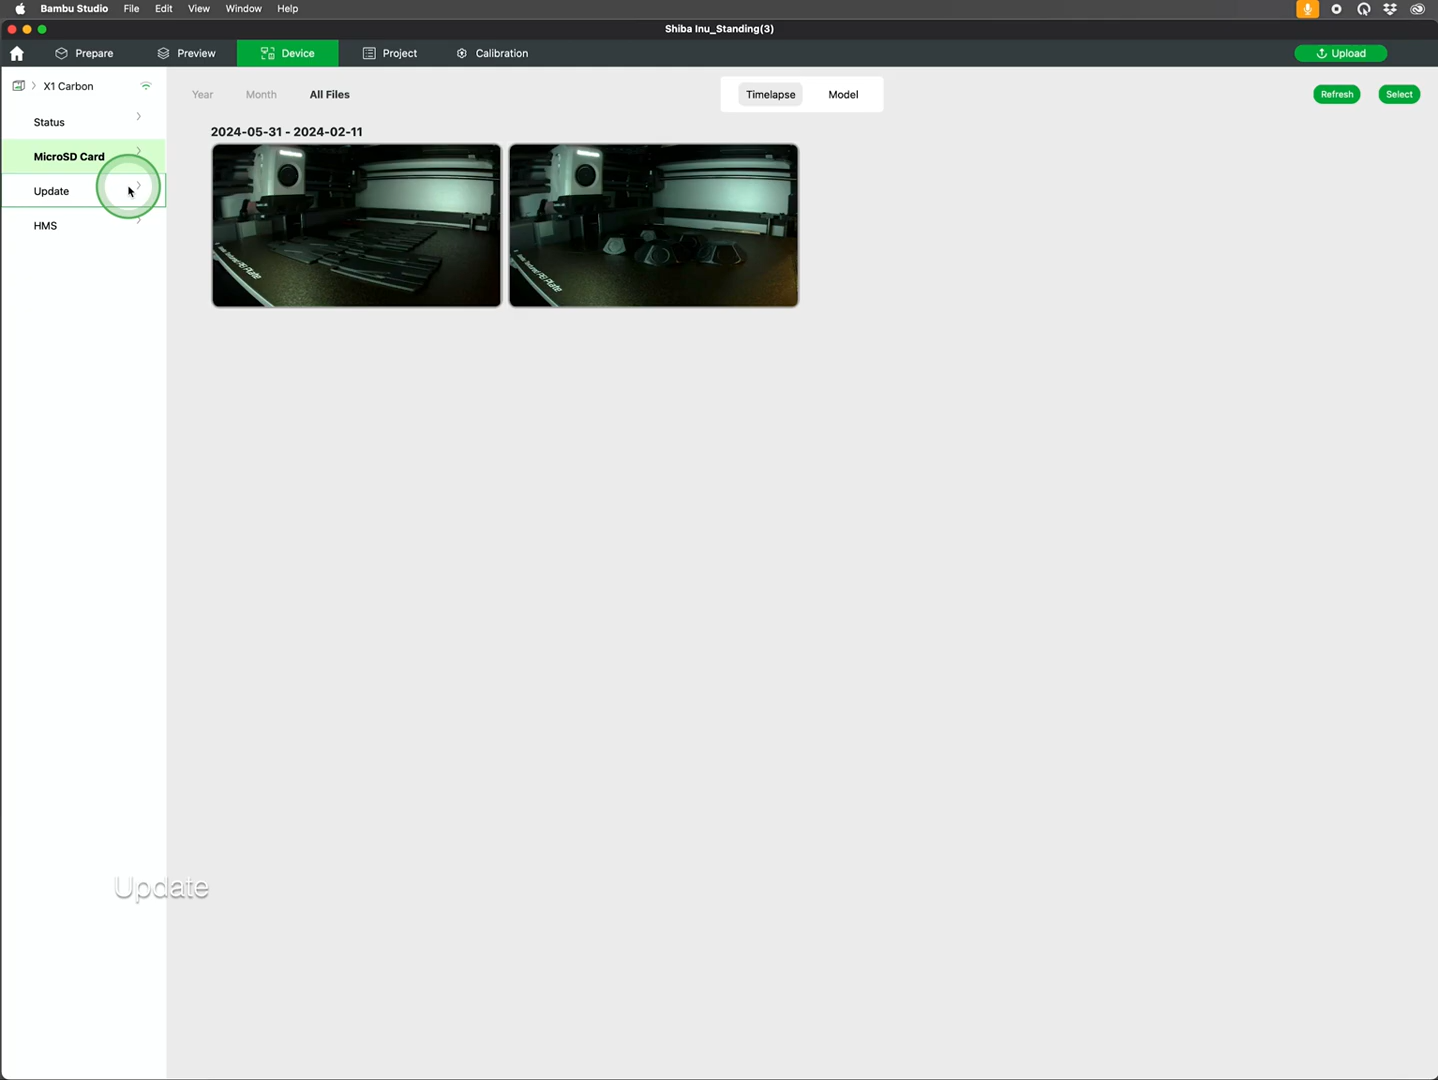 Bambu Studio File Edit View Window Help
Shiba Inu_Standing(3)
Prepare Preview Device Project Calibration Upload
X1 Carbon
Year Month All Files Timelapse Model Refresh Select
Status
2024-05-31 - 2024-02-11
MicroSD Card
Update
HMS
Update